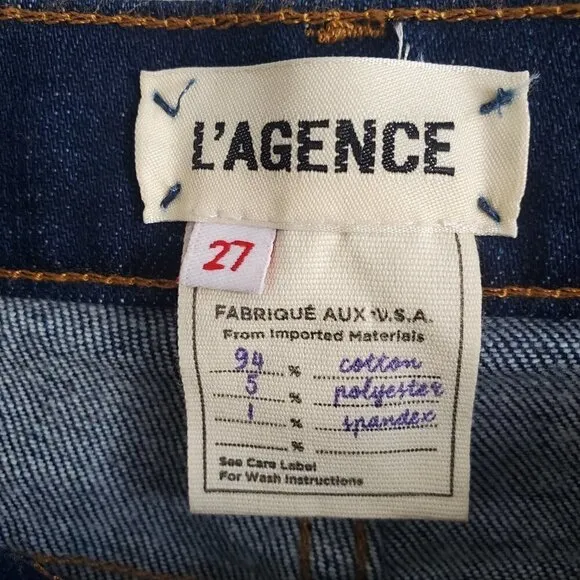 L'AGENCE
27
FABRIQUÉ AUX U.S.A.
From Imported Materials
94 % cotton
5 % polyester
1 % spandex
%
See Care Label
For Wash Instructions